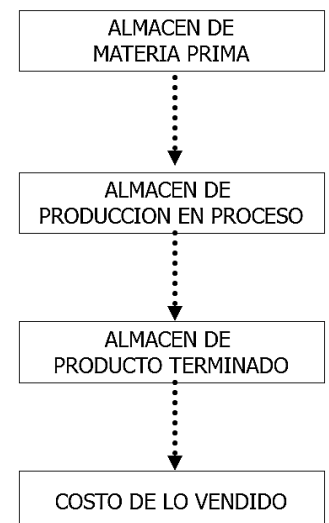 ALMACEN DE
MATERIA PRIMA
ALMACEN DE
PRODUCCION EN PROCESO
ALMACEN DE
PRODUCTO TERMINADO
COSTO DE LO VENDIDO